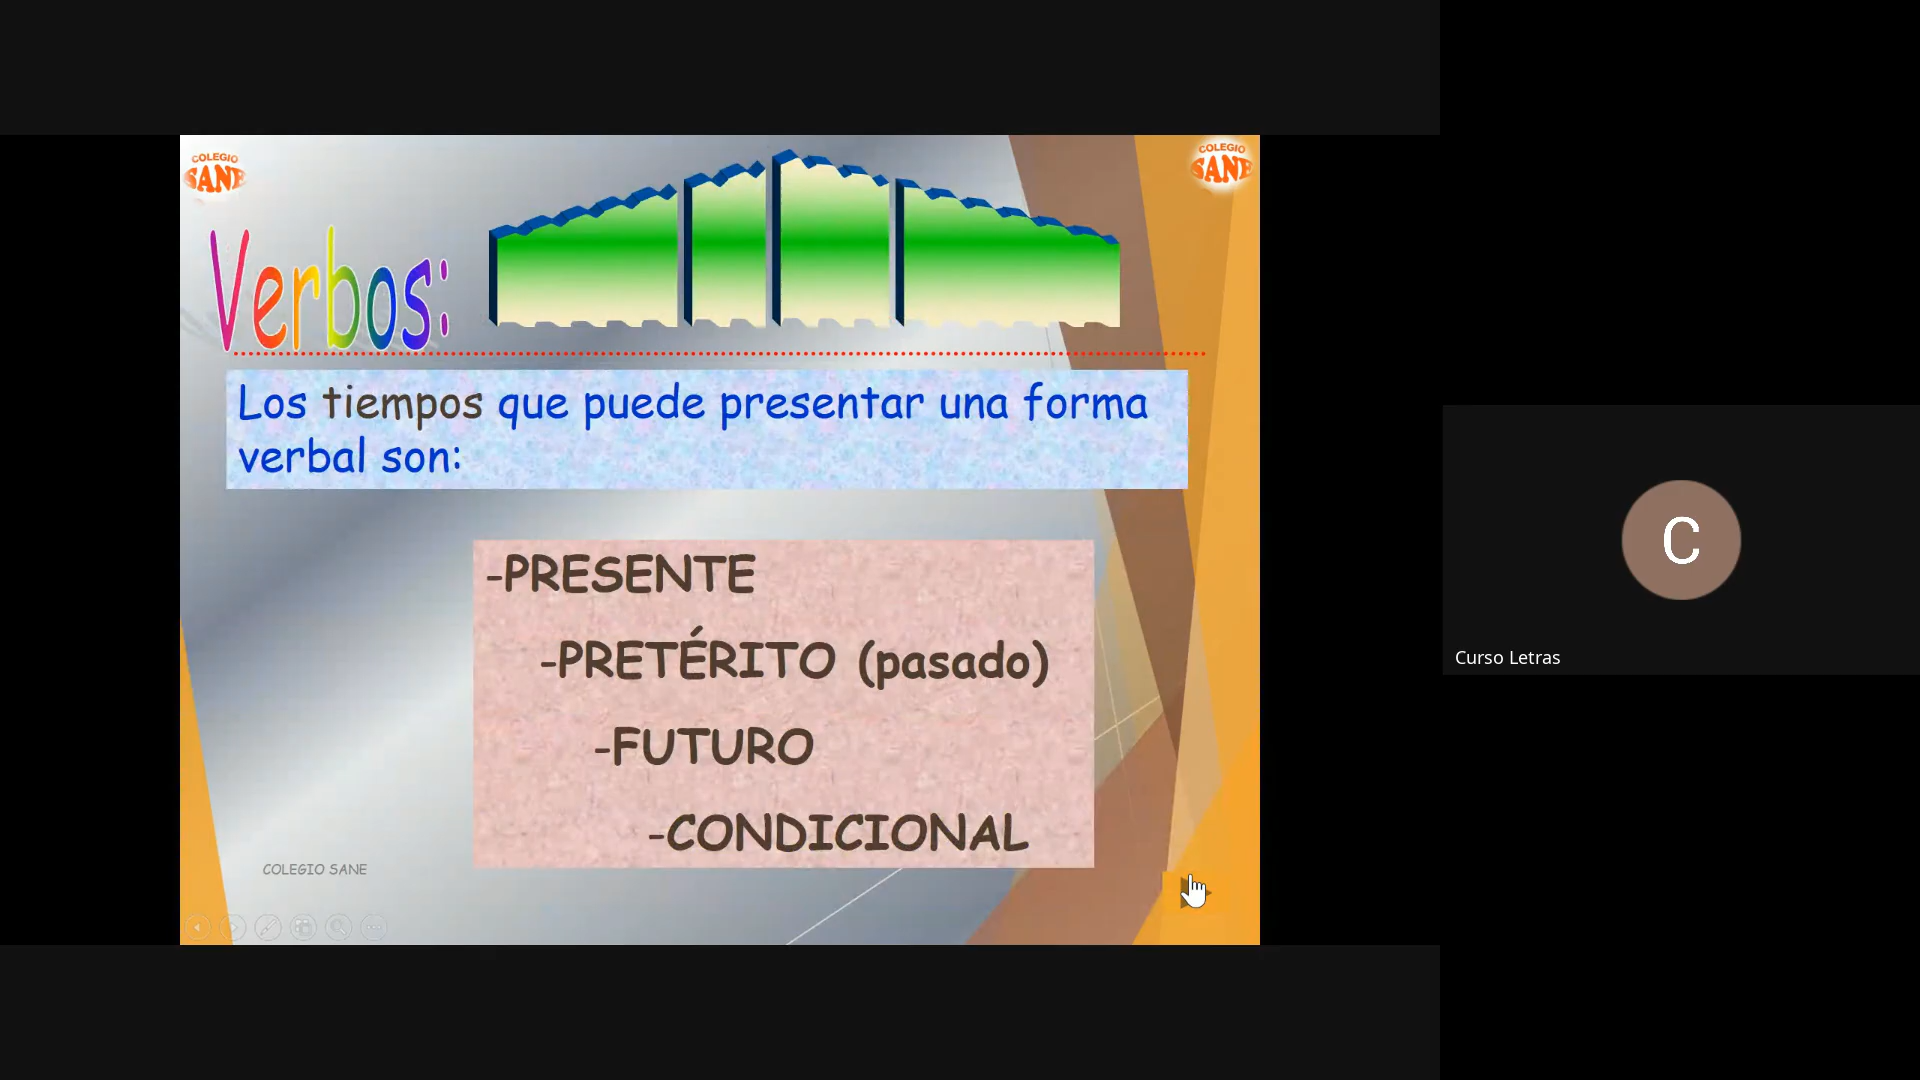 COLEGIO
SANE
COLEGIO
SANE
Verbos:
Los tiempos que puede presentar una forma
verbal son:
-PRESENTE
-PRETÉRITO (pasado)
-FUTURO
-CONDICIONAL
COLEGIO SANE
C
Curso Letras